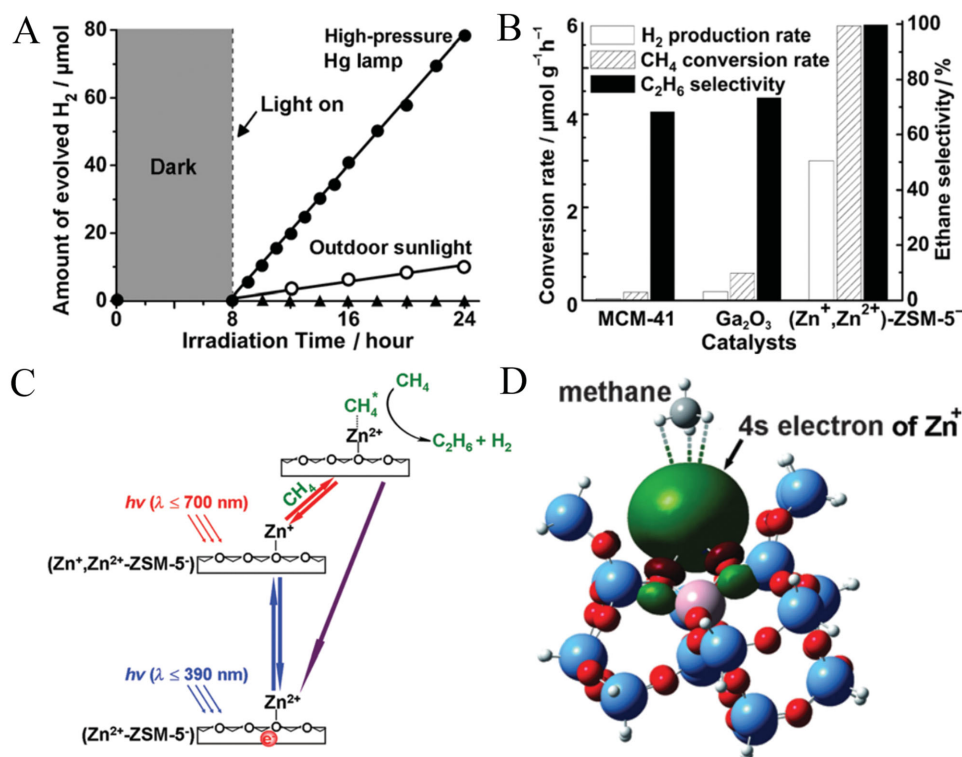 A
Amount of evolved H₂ / μmol
80
60
40
20
0
High-pressure
Hg lamp
Light on
Dark
Outdoor sunlight
0 8 16 24
Irradiation Time / hour
B
Conversion rate / μmol g⁻¹h⁻¹
6
4
2
0
H₂ production rate
CH₄ conversion rate
C₂H₆ selectivity
100
80
60
40
20
0
Ethane selectivity / %
MCM-41 Ga₂O₃ (Zn⁺,Zn²⁺)-ZSM-5⁻
Catalysts
C
CH₄
CH₄*
Zn²⁺
C₂H₆ + H₂
CH₄
hν (λ ≤ 700 nm)
Zn⁺
(Zn⁺,Zn²⁺-ZSM-5⁻)
hν (λ ≤ 390 nm)
Zn²⁺
(Zn²⁺-ZSM-5⁻)
e⁻
D
methane
4s electron of Zn⁺